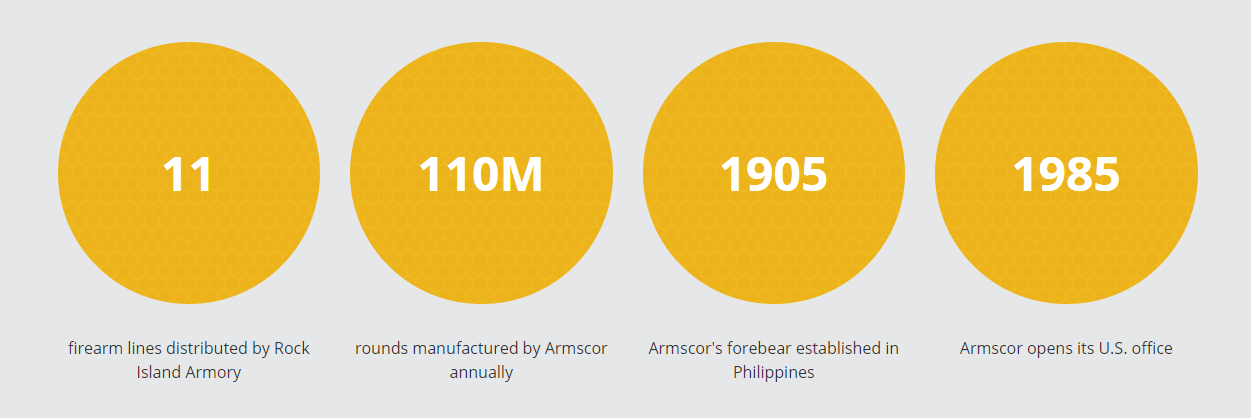 11
firearm lines distributed by Rock
Island Armory
110M
rounds manufactured by Armscor
annually
1905
Armscor's forebear established in
Philippines
1985
Armscor opens its U.S. office